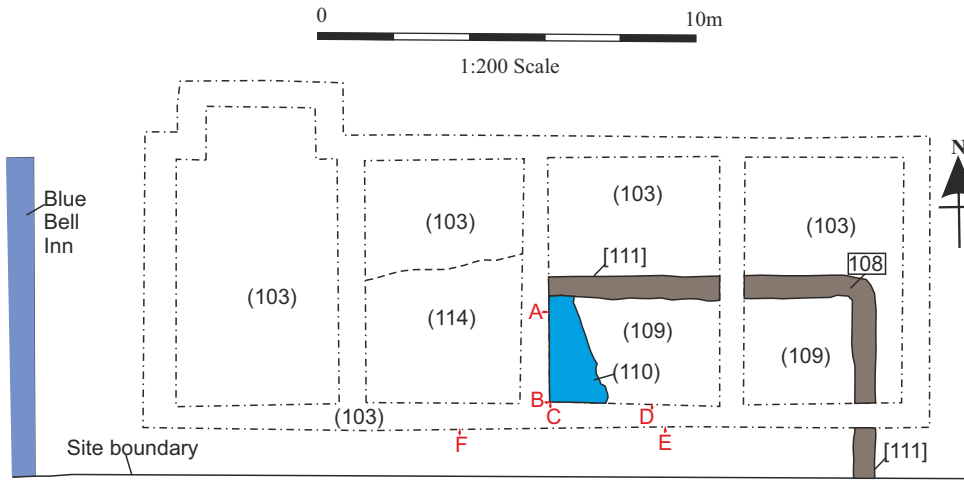 0 10m
1:200 Scale
N
Blue
Bell
Inn
(103)
(103)
(103)
(103)
[111]
108
(103)
(114)
A
(109)
(109)
(110)
B
C
D
(103)
F
E
Site boundary
[111]